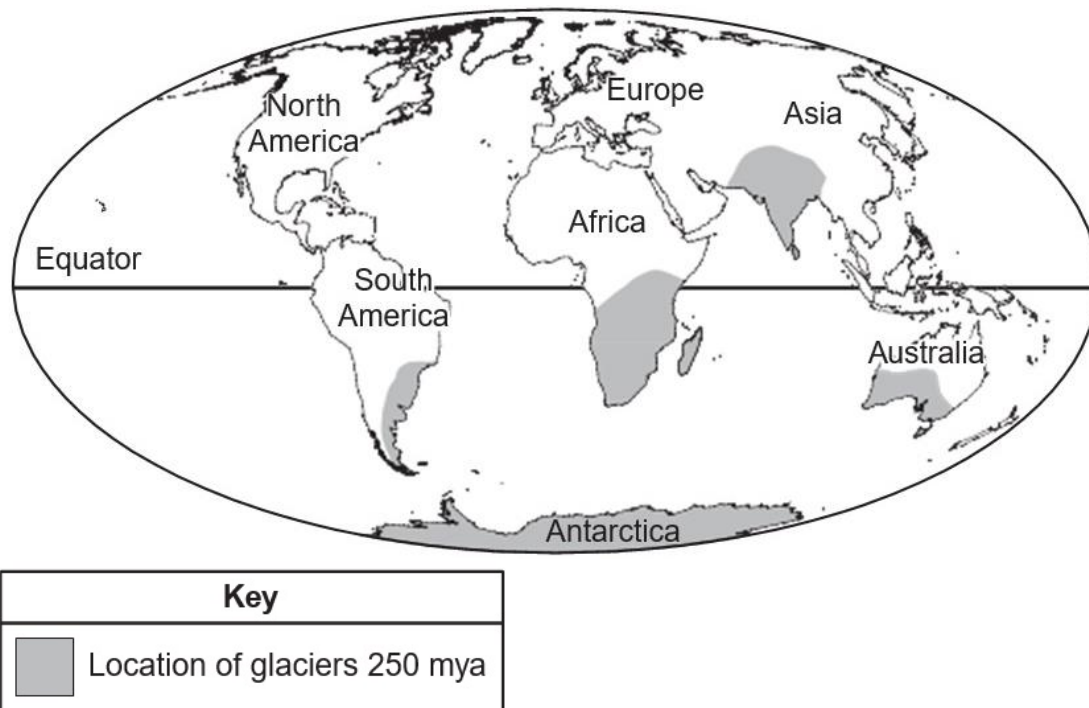 North
America
Europe
Asia
Africa
Equator
South
America
Australia
Antarctica
Key
Location of glaciers 250 mya